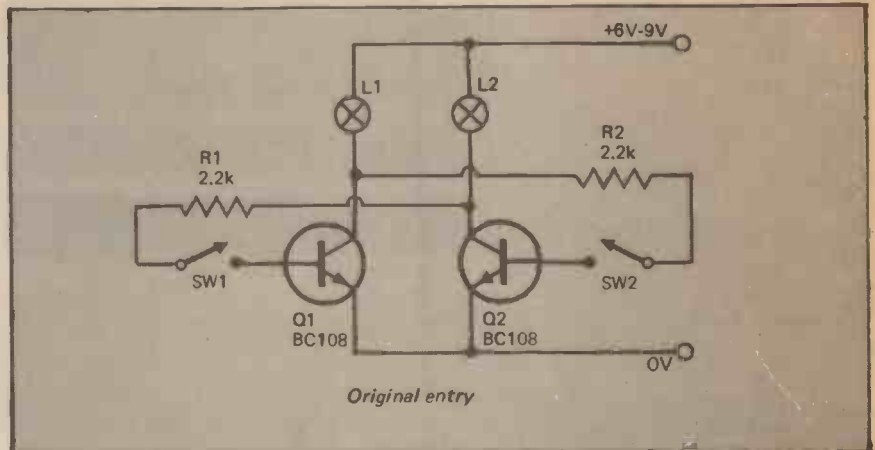 +6V-9V
L1
L2
R1
2.2k
R2
2.2k
SW1
SW2
Q1
BC108
Q2
BC108
0V
Original entry